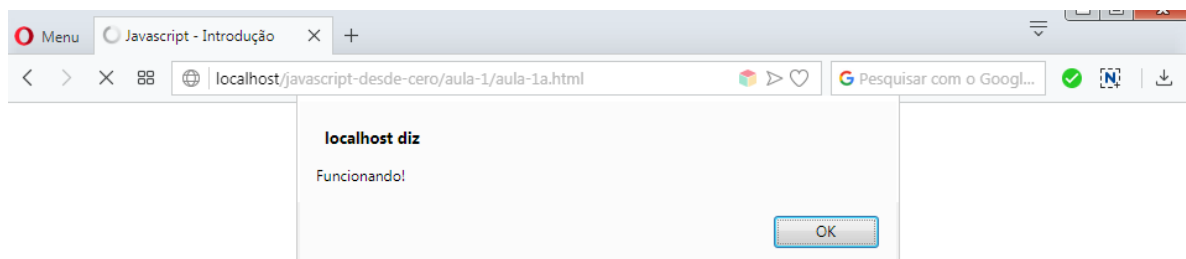 Menu
Javascript - Introdução
localhost/javascript-desde-cero/aula-1/aula-1a.html
G Pesquisar com o Googl...
N
localhost diz
Funcionando!
OK